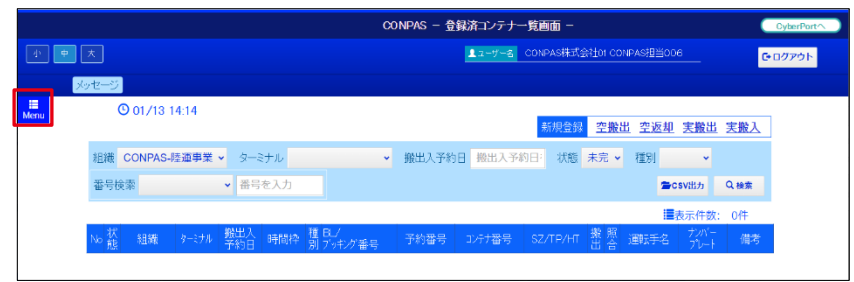 CONPAS － 登録済コンテナ一覧画面 －
CyberPortへ
小 中 大
ユーザー名 CONPAS株式会社01 CONPAS担当006
ログアウト
メッセージ
Menu
01/13 14:14
新規登録 空搬出 空返却 実搬出 実搬入
組織 CONPAS-陸運事業 ターミナル 搬出入予約日 搬出入予約日 状態 未完 種別
番号検索 番号を入力 CSV出力 検索
表示件数: 0件
No 状態 組織 ターミナル 搬出入予約日 時間枠 種別 BL/ブッキング番号 予約番号 コンテナ番号 SZ/TP/HT 搬出 照合 運転手名 ナンバープレート 備考